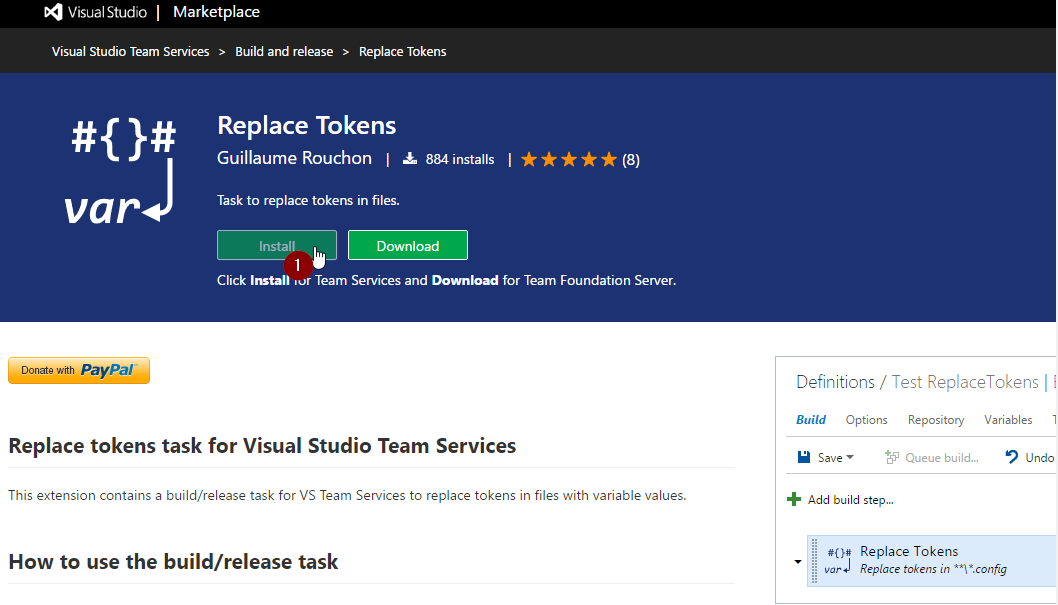 Visual Studio | Marketplace
Visual Studio Team Services > Build and release > Replace Tokens
#{}#
var
Replace Tokens
Guillaume Rouchon | 884 installs | (8)
Task to replace tokens in files.
Install Download
1
Click Install for Team Services and Download for Team Foundation Server.
Donate with PayPal
Replace tokens task for Visual Studio Team Services
This extension contains a build/release task for VS Team Services to replace tokens in files with variable values.
How to use the build/release task
Definitions / Test ReplaceTokens |
Build Options Repository Variables
Save Queue build... Undo
Add build step...
#{}# Replace Tokens
var Replace tokens in **\*.config